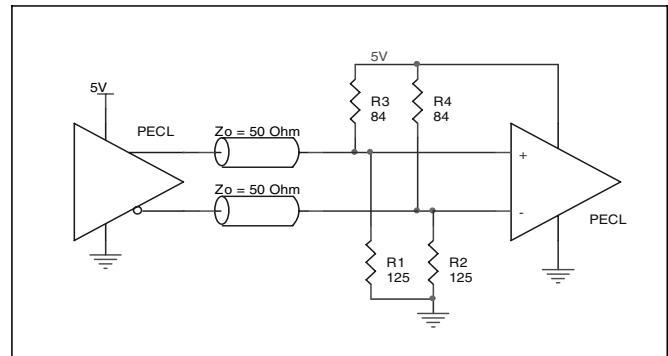 5V
5V
PECL
R3
84
R4
84
Zo = 50 Ohm
+
Zo = 50 Ohm
-
PECL
R1
125
R2
125